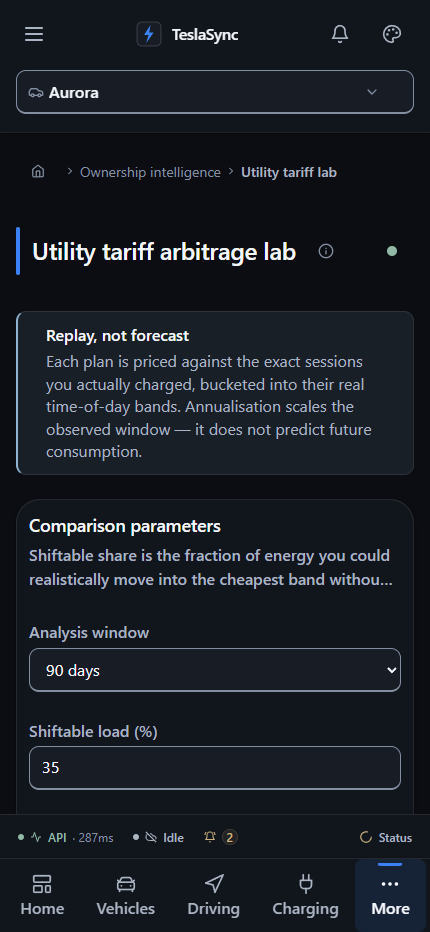 TeslaSync
Aurora
Ownership intelligence > Utility tariff lab
Utility tariff arbitrage lab
Replay, not forecast
Each plan is priced against the exact sessions
you actually charged, bucketed into their real
time-of-day bands. Annualisation scales the
observed window — it does not predict future
consumption.
Comparison parameters
Shiftable share is the fraction of energy you could
realistically move into the cheapest band withou...
Analysis window
90 days
Shiftable load (%)
35
API · 287ms Idle 2 Status
Home Vehicles Driving Charging More